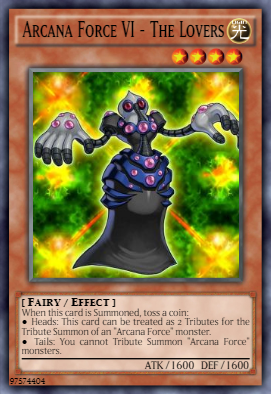 Arcana Force VI - The Lovers
LIGHT
光
[ Fairy / Effect ]
When this card is Summoned, toss a coin:
● Heads: This card can be treated as 2 Tributes for the
Tribute Summon of an "Arcana Force" monster.
● Tails: You cannot Tribute Summon "Arcana Force"
monsters.
ATK / 1600 DEF / 1600
97574404